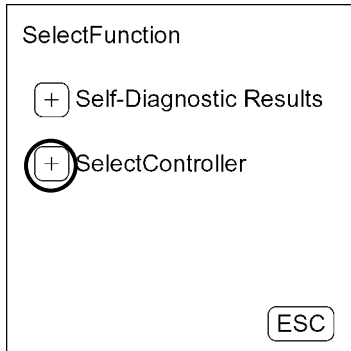 SelectFunction
+ Self-Diagnostic Results
+ SelectController
ESC